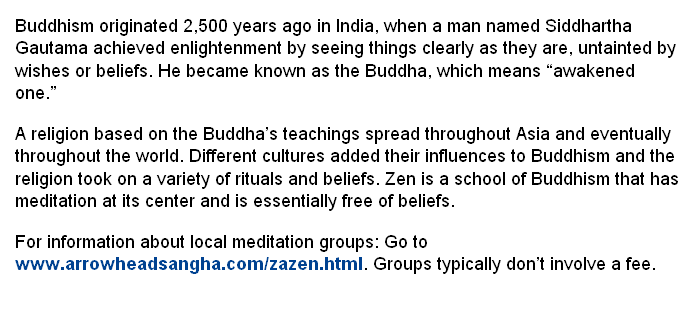 Buddhism originated 2,500 years ago in India, when a man named Siddhartha
Gautama achieved enlightenment by seeing things clearly as they are, untainted by
wishes or beliefs. He became known as the Buddha, which means “awakened
one.”
A religion based on the Buddha’s teachings spread throughout Asia and eventually
throughout the world. Different cultures added their influences to Buddhism and the
religion took on a variety of rituals and beliefs. Zen is a school of Buddhism that has
meditation at its center and is essentially free of beliefs.
For information about local meditation groups: Go to
www.arrowheadsangha.com/zazen.html. Groups typically don’t involve a fee.